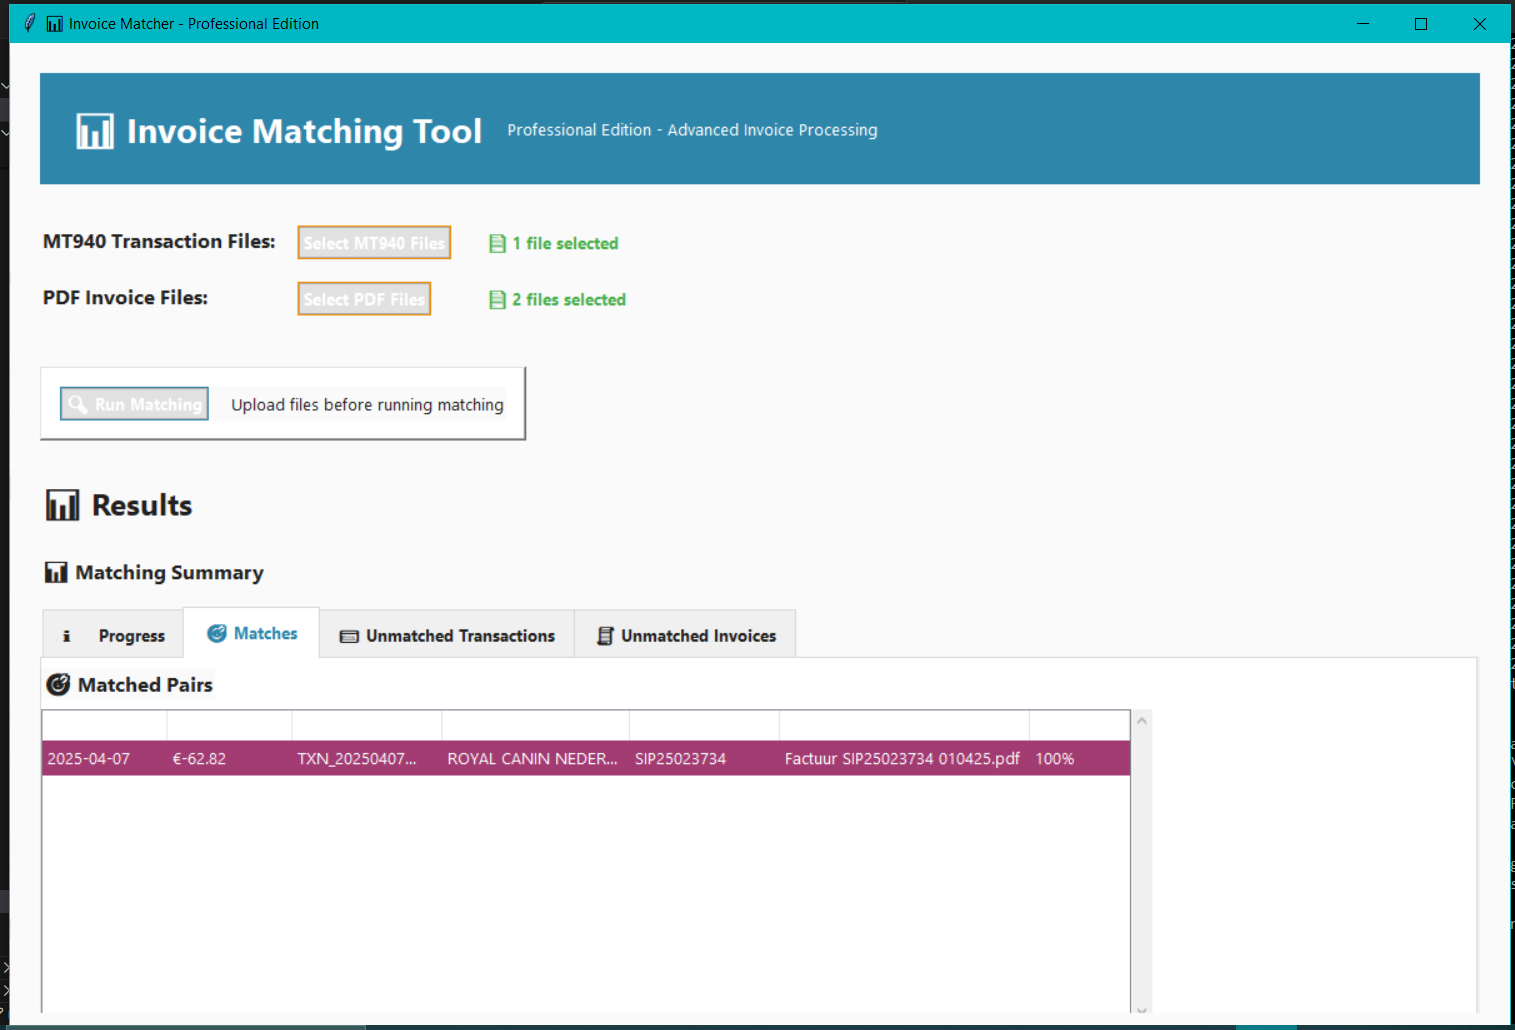 Invoice Matcher - Professional Edition
Invoice Matching Tool Professional Edition - Advanced Invoice Processing
MT940 Transaction Files: Select MT940 Files 1 file selected
PDF Invoice Files: Select PDF Files 2 files selected
Run Matching Upload files before running matching
Results
Matching Summary
Progress Matches Unmatched Transactions Unmatched Invoices
Matched Pairs
2025-04-07 €-62.82 TXN_20250407... ROYAL CANIN NEDER... SIP25023734 Factuur SIP25023734 010425.pdf 100%